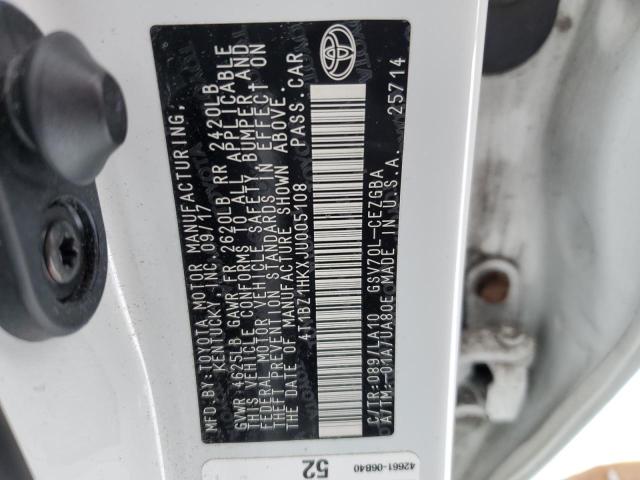 MFD.BY:TOYOTA MOTOR MANUFACTURING,
KENTUCKY, INC. 09/17
GVWR 4625LB GAWR FR 2620LB RR 2420LB
THIS VEHICLE CONFORMS TO ALL APPLICABLE
FEDERAL MOTOR VEHICLE SAFETY, BUMPER, AND
THEFT PREVENTION STANDARDS IN EFFECT ON
THE DATE OF MANUFACTURE SHOWN ABOVE.
4T1BZ1HKXJU005108 PASS.CAR
C/TR:089/LA10 GSV70L-CEZGBA
A/TM:-01A/UA80E MADE IN U.S.A. 25714
52
42661-06B40